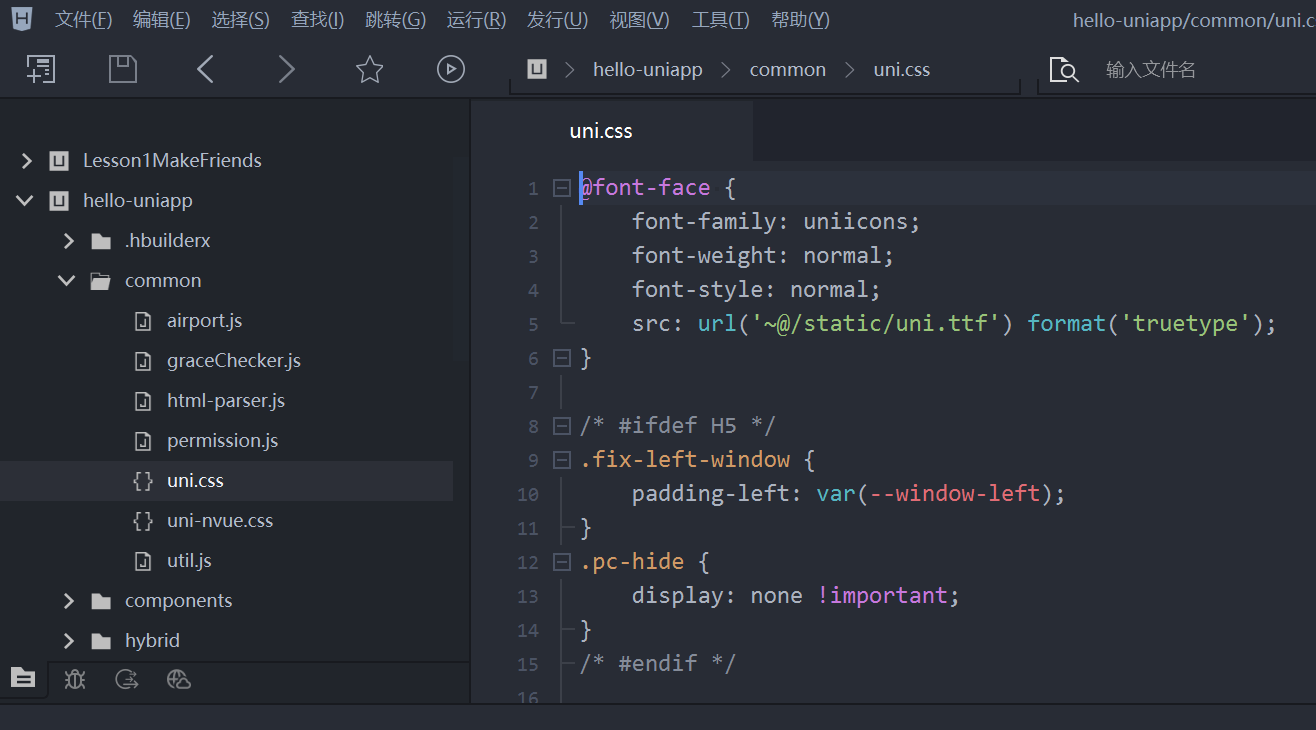 文件(F) 编辑(E) 选择(S) 查找(I) 跳转(G) 运行(R) 发行(U) 视图(V) 工具(T) 帮助(Y) hello-uniapp/common/uni.c
hello-uniapp common uni.css 输入文件名
uni.css
Lesson1MakeFriends
hello-uniapp
.hbuilderx
common
airport.js
graceChecker.js
html-parser.js
permission.js
uni.css
uni-nvue.css
util.js
components
hybrid
1 @font-face {
2 font-family: uniicons;
3 font-weight: normal;
4 font-style: normal;
5 src: url('~@/static/uni.ttf') format('truetype');
6 }
7
8 /* #ifdef H5 */
9 .fix-left-window {
10 padding-left: var(--window-left);
11 }
12 .pc-hide {
13 display: none !important;
14 }
15 /* #endif */
16